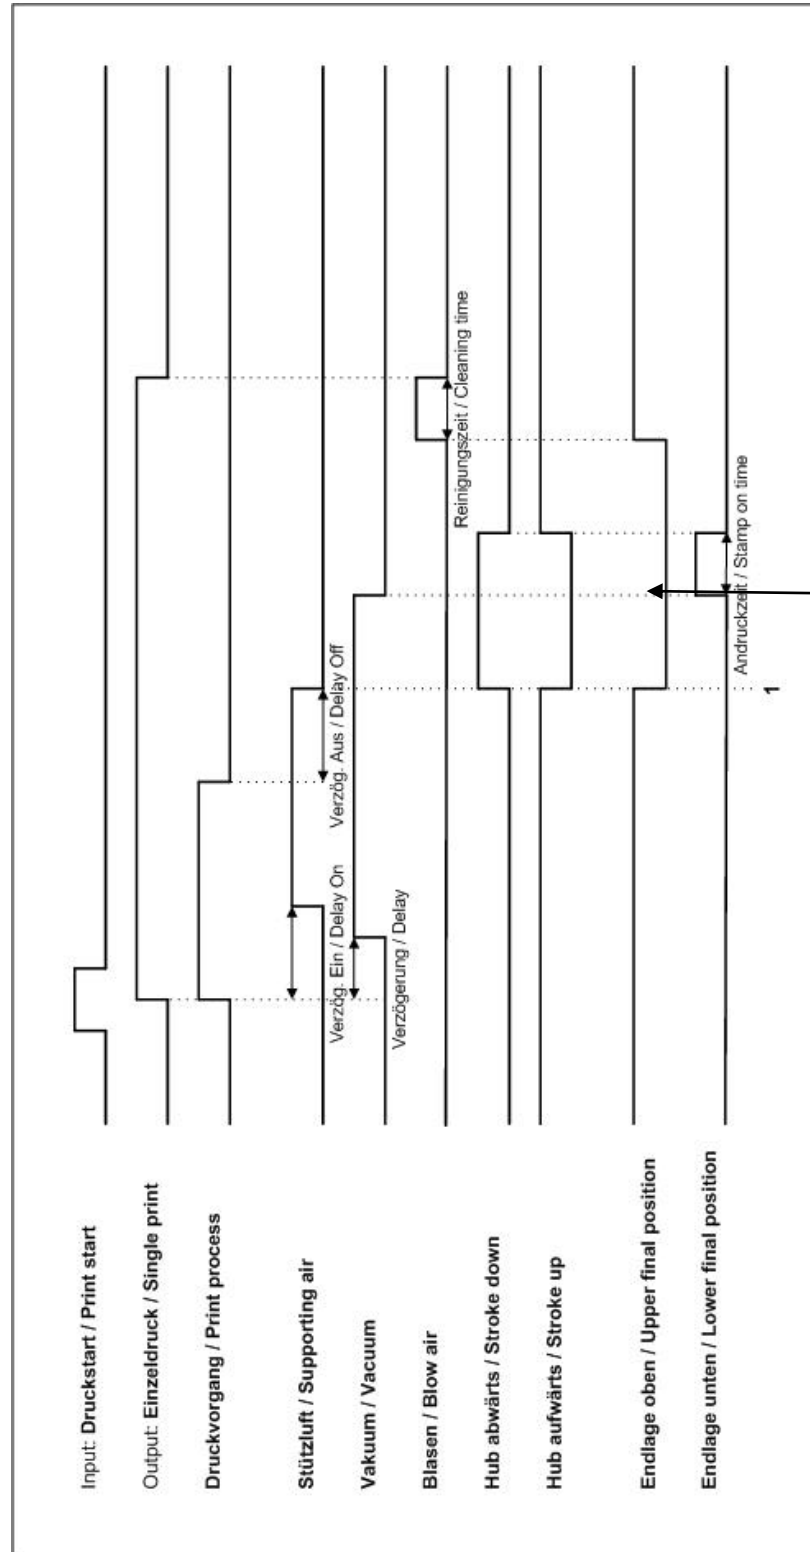 Input: Druckstart / Print start
Output: Einzeldruck / Single print
Druckvorgang / Print process
Stützluft / Supporting air
Verzög. Ein / Delay On
Verzög. Aus / Delay Off
Vakuum / Vacuum
Verzögerung / Delay
Blasen / Blow air
Reinigungszeit / Cleaning time
Hub abwärts / Stroke down
Hub aufwärts / Stroke up
Endlage oben / Upper final position
Endlage unten / Lower final position
Andruckzeit / Stamp on time
1